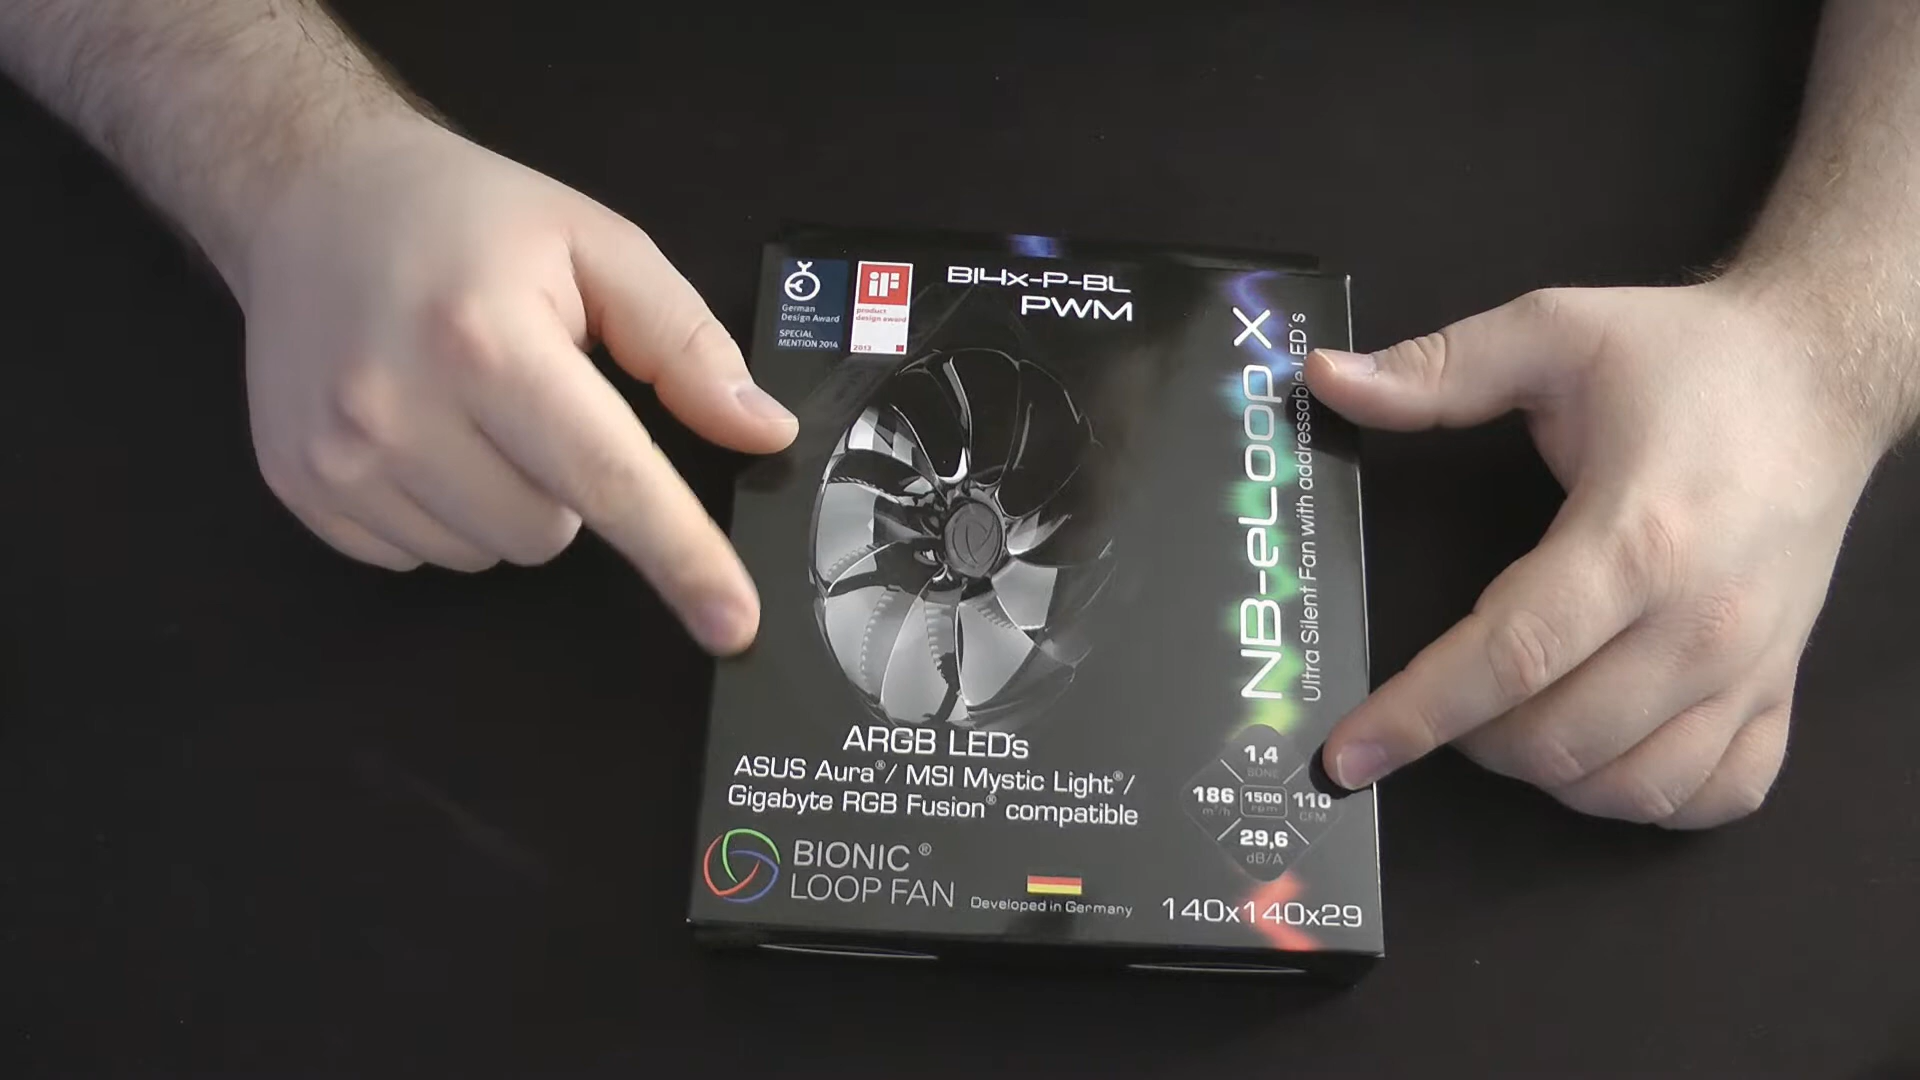 German
Design Award
SPECIAL
MENTION 2014
iF
product
design award
2013
B14x-P-BL
PWM
NB-eLOOP X
Ultra Silent Fan with addressable LED's
ARGB LED's
ASUS Aura®/ MSI Mystic Light®/
Gigabyte RGB Fusion® compatible
BIONIC®
LOOP FAN
Developed in Germany
1,4
SONE
186
m³/h
1500
rpm
110
CFM
29,6
dB/A
140x140x29